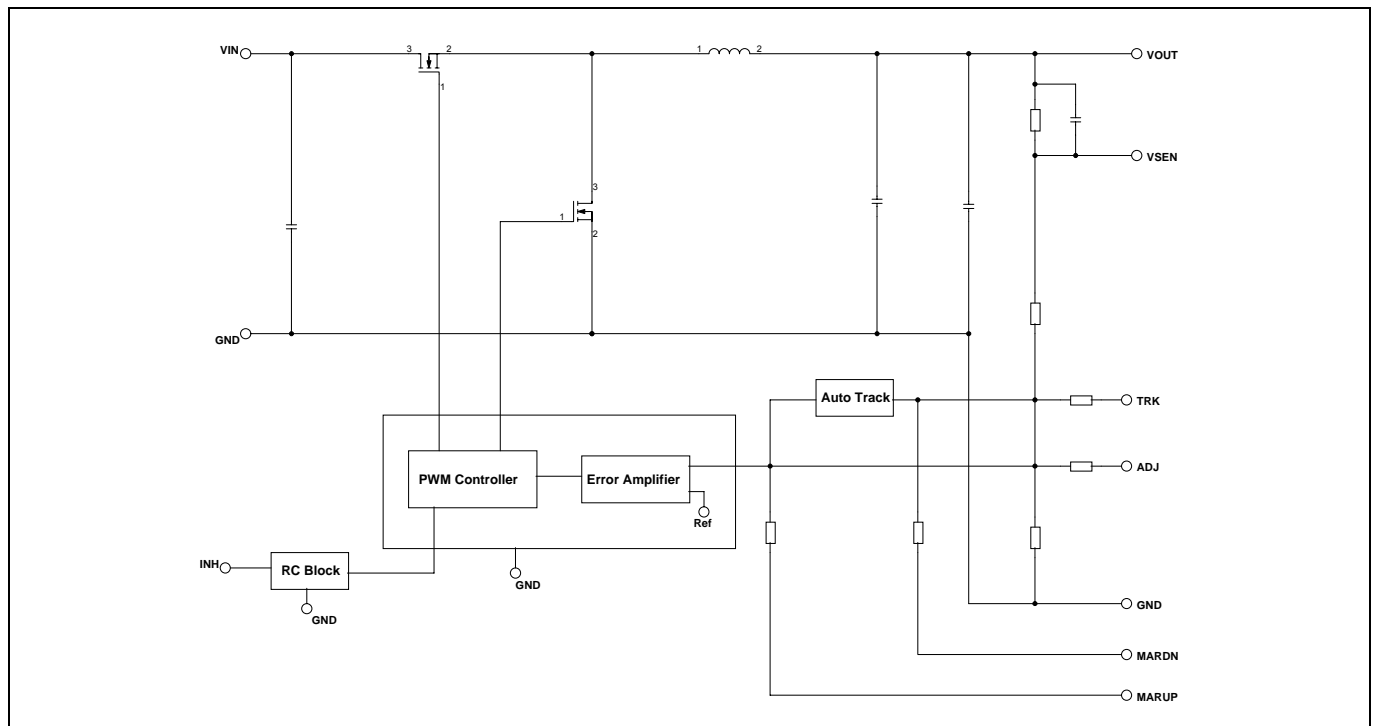 VIN
3
2
1
1
2
VOUT
VSEN
3
1
2
GND
Auto Track
TRK
PWM Controller
Error Amplifier
ADJ
Ref
INH
RC Block
GND
GND
GND
MARDN
MARUP